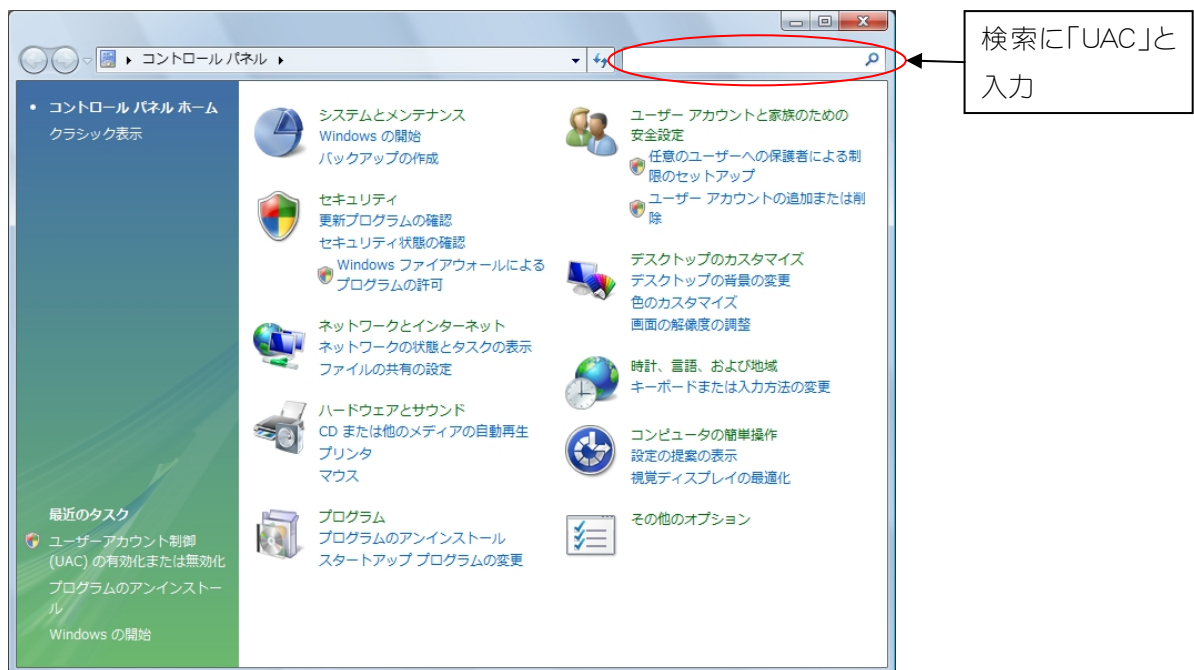 コントロール パネル
検索に「UAC」と
入力
コントロール パネル ホーム
クラシック表示
システムとメンテナンス
Windows の開始
バックアップの作成
セキュリティ
更新プログラムの確認
セキュリティ状態の確認
Windows ファイアウォールによる
プログラムの許可
ネットワークとインターネット
ネットワークの状態とタスクの表示
ファイルの共有の設定
ハードウェアとサウンド
CD または他のメディアの自動再生
プリンタ
マウス
プログラム
プログラムのアンインストール
スタートアップ プログラムの変更
ユーザー アカウントと家族のための
安全設定
任意のユーザーへの保護者による制
限のセットアップ
ユーザー アカウントの追加または削
除
デスクトップのカスタマイズ
デスクトップの背景の変更
色のカスタマイズ
画面の解像度の調整
時計、言語、および地域
キーボードまたは入力方法の変更
コンピュータの簡単操作
設定の提案の表示
視覚ディスプレイの最適化
その他のオプション
最近のタスク
ユーザーアカウント制御
(UAC) の有効化または無効化
プログラムのアンインストー
ル
Windows の開始